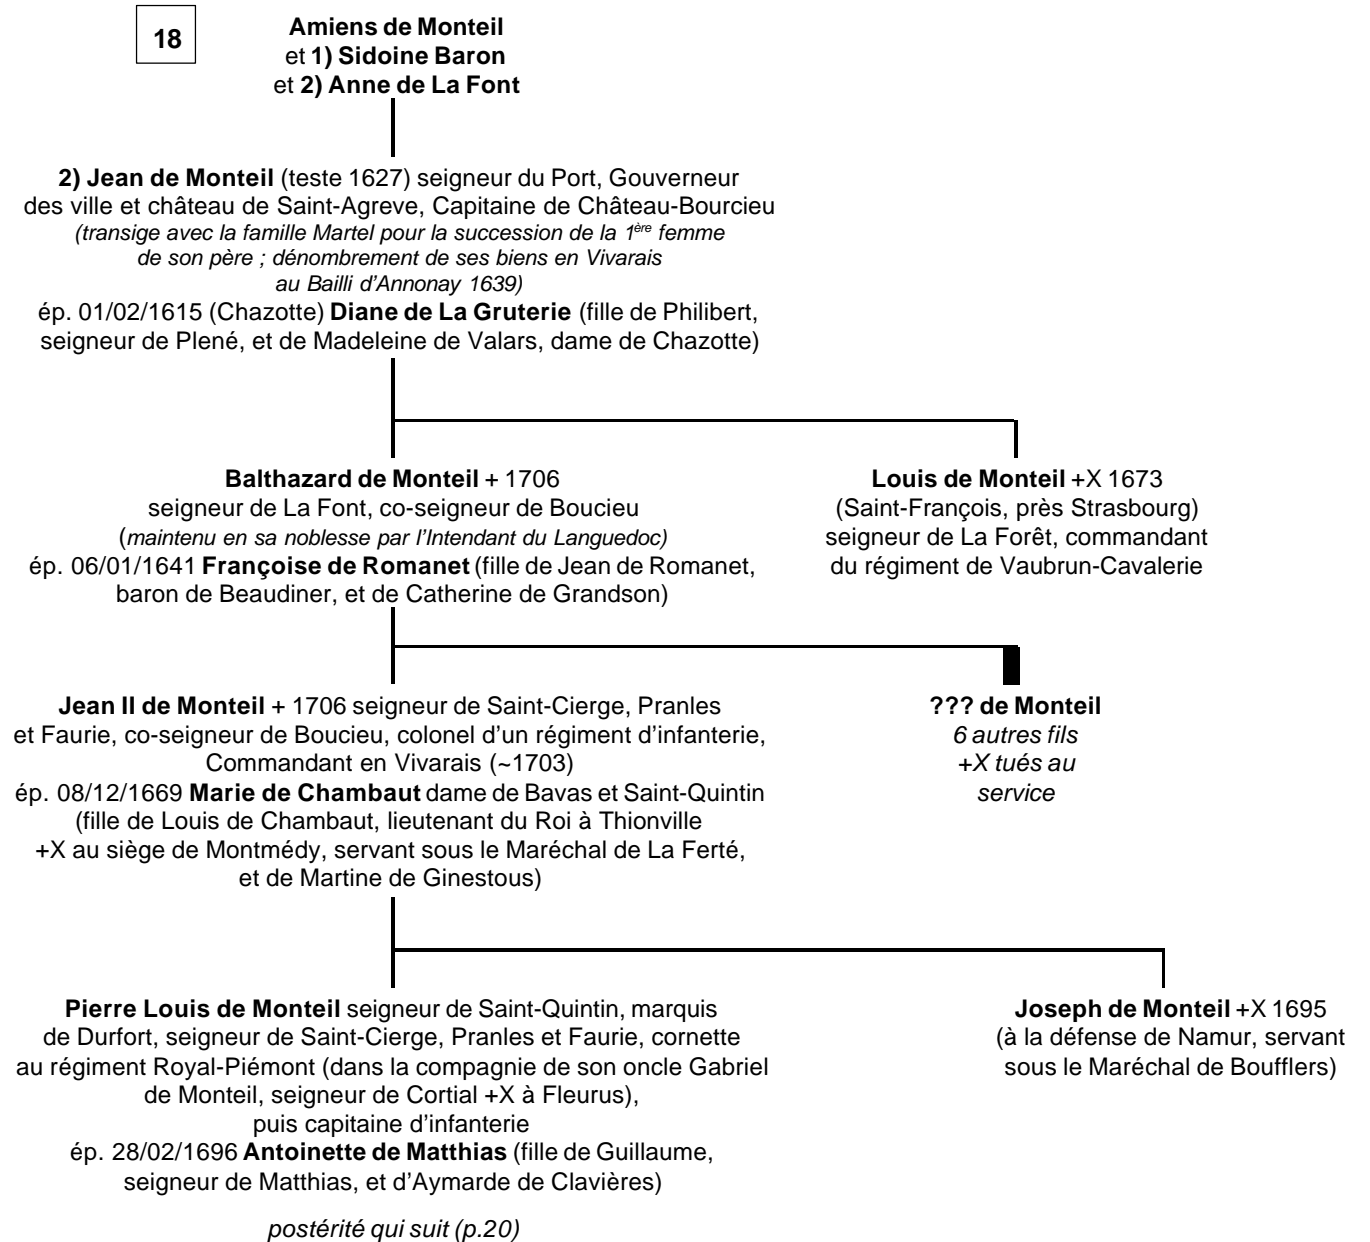 18
Amiens de Monteil
et 1) Sidoine Baron
et 2) Anne de La Font
2) Jean de Monteil (teste 1627) seigneur du Port, Gouverneur
des ville et château de Saint-Agreve, Capitaine de Château-Bourcieu
(transige avec la famille Martel pour la succession de la 1ère femme
de son père ; dénombrement de ses biens en Vivarais
au Bailli d'Annonay 1639)
ép. 01/02/1615 (Chazotte) Diane de La Gruterie (fille de Philibert,
seigneur de Plené, et de Madeleine de Valars, dame de Chazotte)
Balthazard de Monteil + 1706
seigneur de La Font, co-seigneur de Boucieu
(maintenu en sa noblesse par l'Intendant du Languedoc)
ép. 06/01/1641 Françoise de Romanet (fille de Jean de Romanet,
baron de Beaudiner, et de Catherine de Grandson)
Louis de Monteil +X 1673
(Saint-François, près Strasbourg)
seigneur de La Forêt, commandant
du régiment de Vaubrun-Cavalerie
Jean II de Monteil + 1706 seigneur de Saint-Cierge, Pranles
et Faurie, co-seigneur de Boucieu, colonel d'un régiment d'infanterie,
Commandant en Vivarais (~1703)
ép. 08/12/1669 Marie de Chambaut dame de Bavas et Saint-Quintin
(fille de Louis de Chambaut, lieutenant du Roi à Thionville
+X au siège de Montmédy, servant sous le Maréchal de La Ferté,
et de Martine de Ginestous)
??? de Monteil
6 autres fils
+X tués au
service
Pierre Louis de Monteil seigneur de Saint-Quintin, marquis
de Durfort, seigneur de Saint-Cierge, Pranles et Faurie, cornette
au régiment Royal-Piémont (dans la compagnie de son oncle Gabriel
de Monteil, seigneur de Cortial +X à Fleurus),
puis capitaine d'infanterie
ép. 28/02/1696 Antoinette de Matthias (fille de Guillaume,
seigneur de Matthias, et d'Aymarde de Clavières)
Joseph de Monteil +X 1695
(à la défense de Namur, servant
sous le Maréchal de Boufflers)
postérité qui suit (p.20)